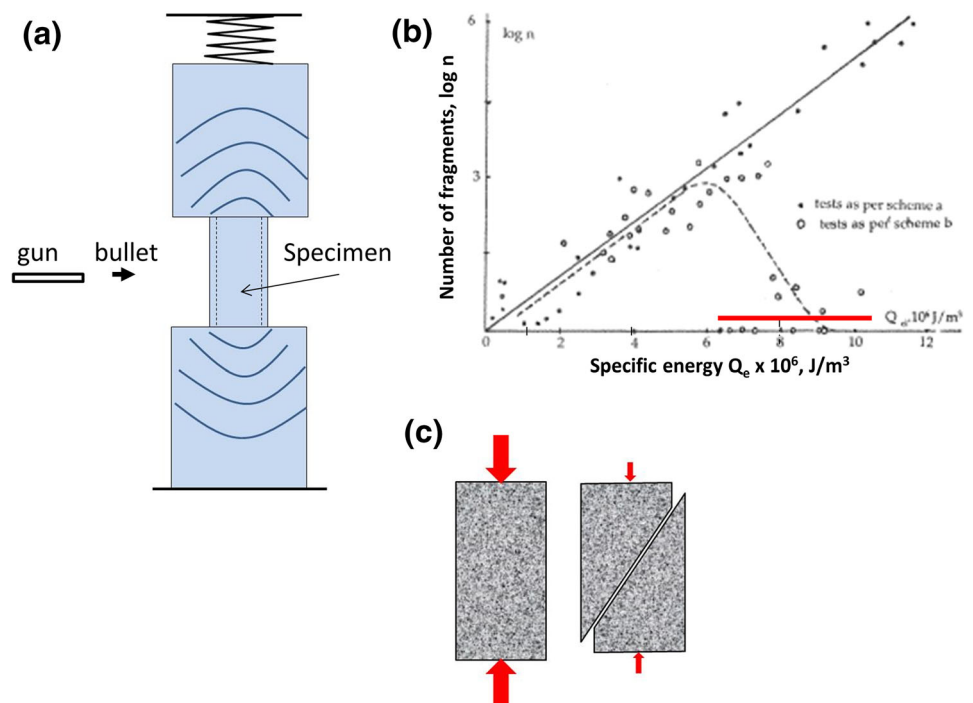 (a)
gun
bullet
Specimen
(b)
Number of fragments, log n
6
log n
3
tests as per scheme a
tests as per scheme b
0
2
4
6
8
10
12
Specific energy Qe x 10⁶, J/m³
(c)